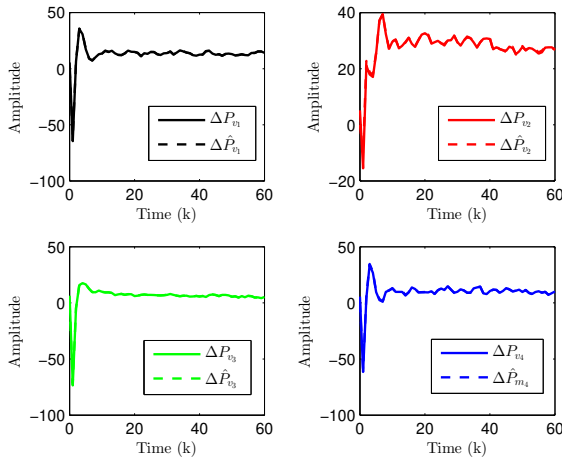 50
0
−50
−100
Amplitude
0 20 40 60
Time (k)
ΔP_{v_1}
ΔP̂_{v_1}
40
20
0
−20
Amplitude
0 20 40 60
Time (k)
ΔP_{v_2}
ΔP̂_{v_2}
50
0
−50
−100
Amplitude
0 20 40 60
Time (k)
ΔP_{v_3}
ΔP̂_{v_3}
50
0
−50
−100
Amplitude
0 20 40 60
Time (k)
ΔP_{v_4}
ΔP̂_{m_4}